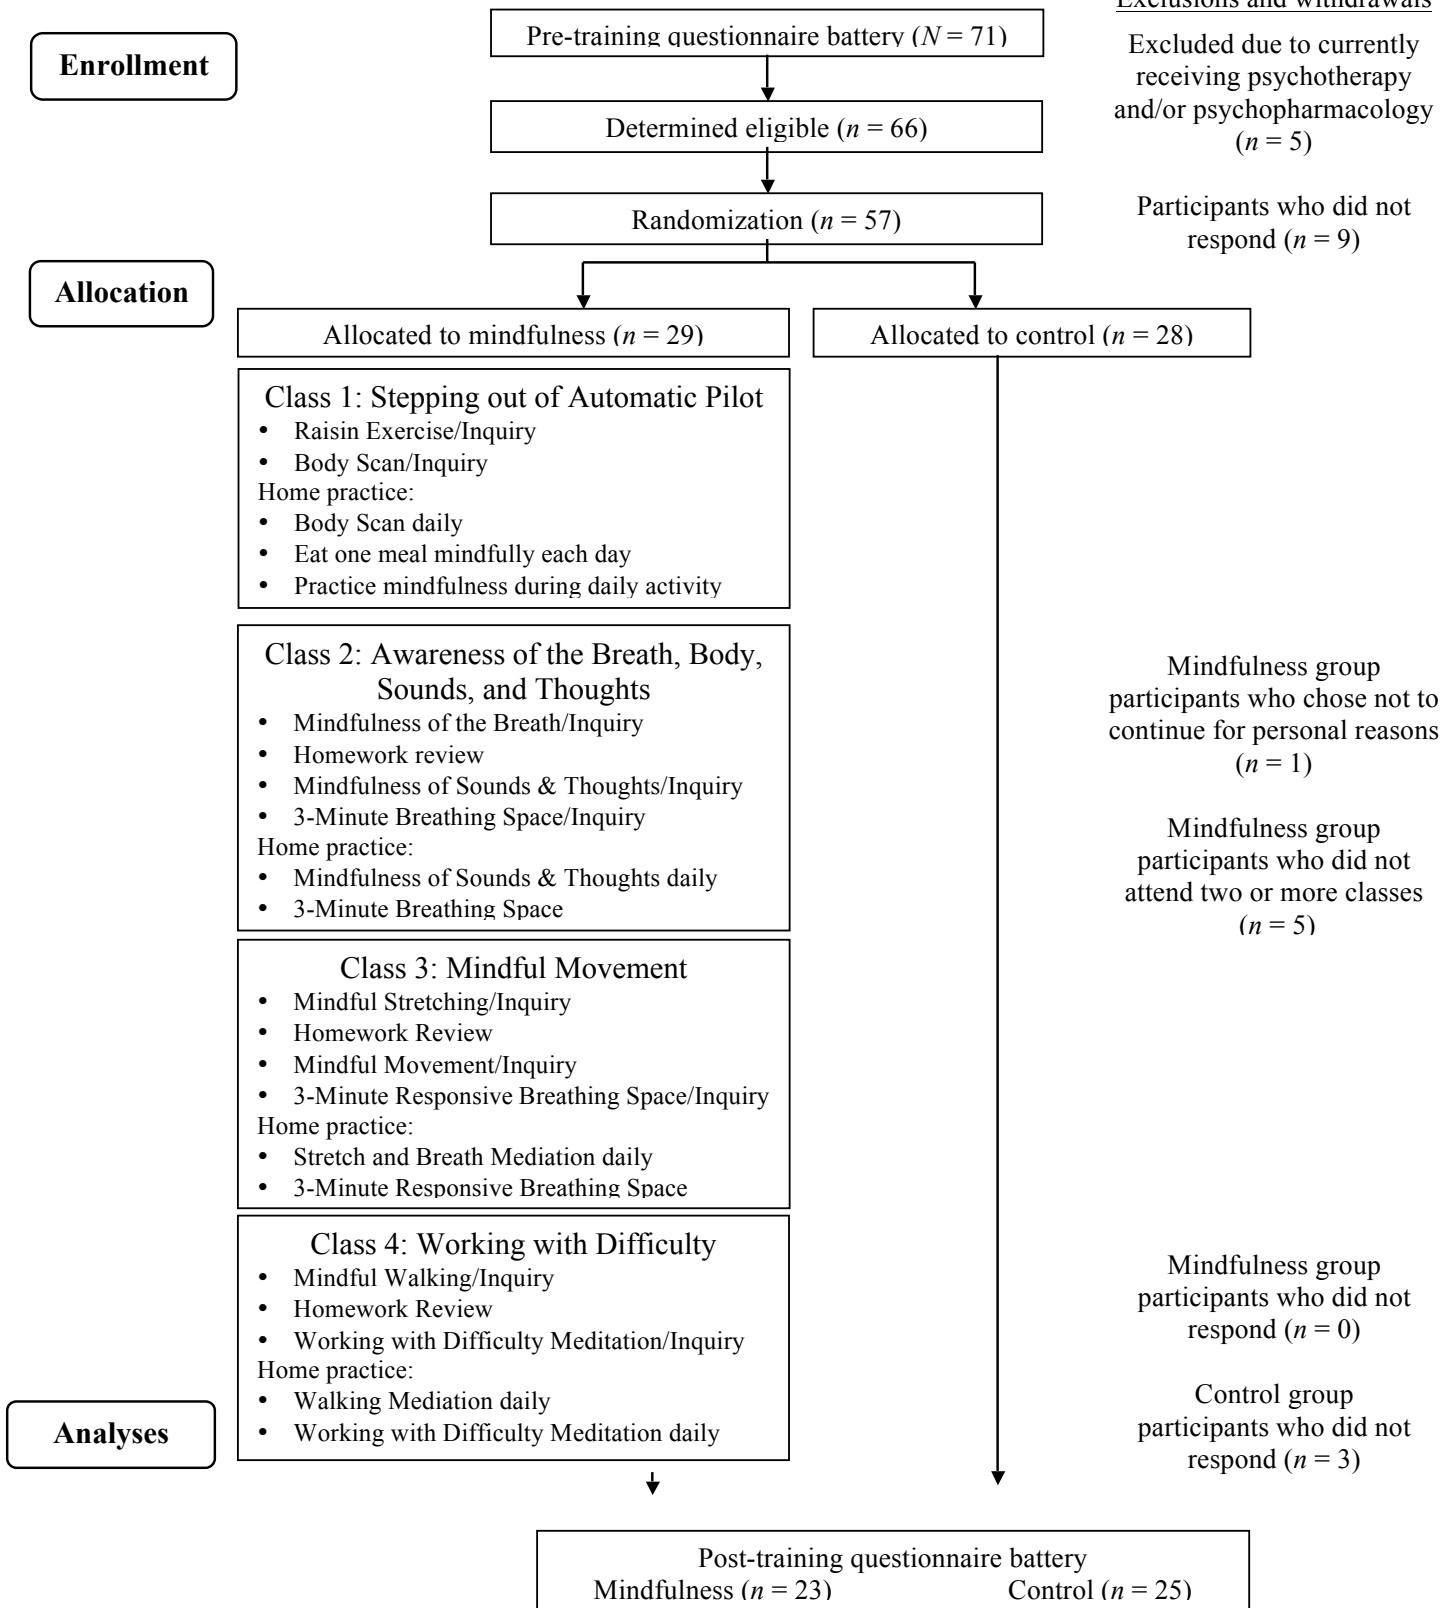 Exclusions and withdrawals
Pre-training questionnaire battery (N = 71)
Enrollment
Excluded due to currently
receiving psychotherapy
and/or psychopharmacology
(n = 5)
Determined eligible (n = 66)
Randomization (n = 57)
Participants who did not
respond (n = 9)
Allocation
Allocated to mindfulness (n = 29)
Allocated to control (n = 28)
Class 1: Stepping out of Automatic Pilot
• Raisin Exercise/Inquiry
• Body Scan/Inquiry
Home practice:
• Body Scan daily
• Eat one meal mindfully each day
• Practice mindfulness during daily activity
Class 2: Awareness of the Breath, Body,
Sounds, and Thoughts
• Mindfulness of the Breath/Inquiry
• Homework review
• Mindfulness of Sounds & Thoughts/Inquiry
• 3-Minute Breathing Space/Inquiry
Home practice:
• Mindfulness of Sounds & Thoughts daily
• 3-Minute Breathing Space
Mindfulness group
participants who chose not to
continue for personal reasons
(n = 1)
Mindfulness group
participants who did not
attend two or more classes
(n = 5)
Class 3: Mindful Movement
• Mindful Stretching/Inquiry
• Homework Review
• Mindful Movement/Inquiry
• 3-Minute Responsive Breathing Space/Inquiry
Home practice:
• Stretch and Breath Mediation daily
• 3-Minute Responsive Breathing Space
Class 4: Working with Difficulty
• Mindful Walking/Inquiry
• Homework Review
• Working with Difficulty Meditation/Inquiry
Home practice:
• Walking Mediation daily
• Working with Difficulty Meditation daily
Mindfulness group
participants who did not
respond (n = 0)
Control group
participants who did not
respond (n = 3)
Analyses
Post-training questionnaire battery
Mindfulness (n = 23) Control (n = 25)